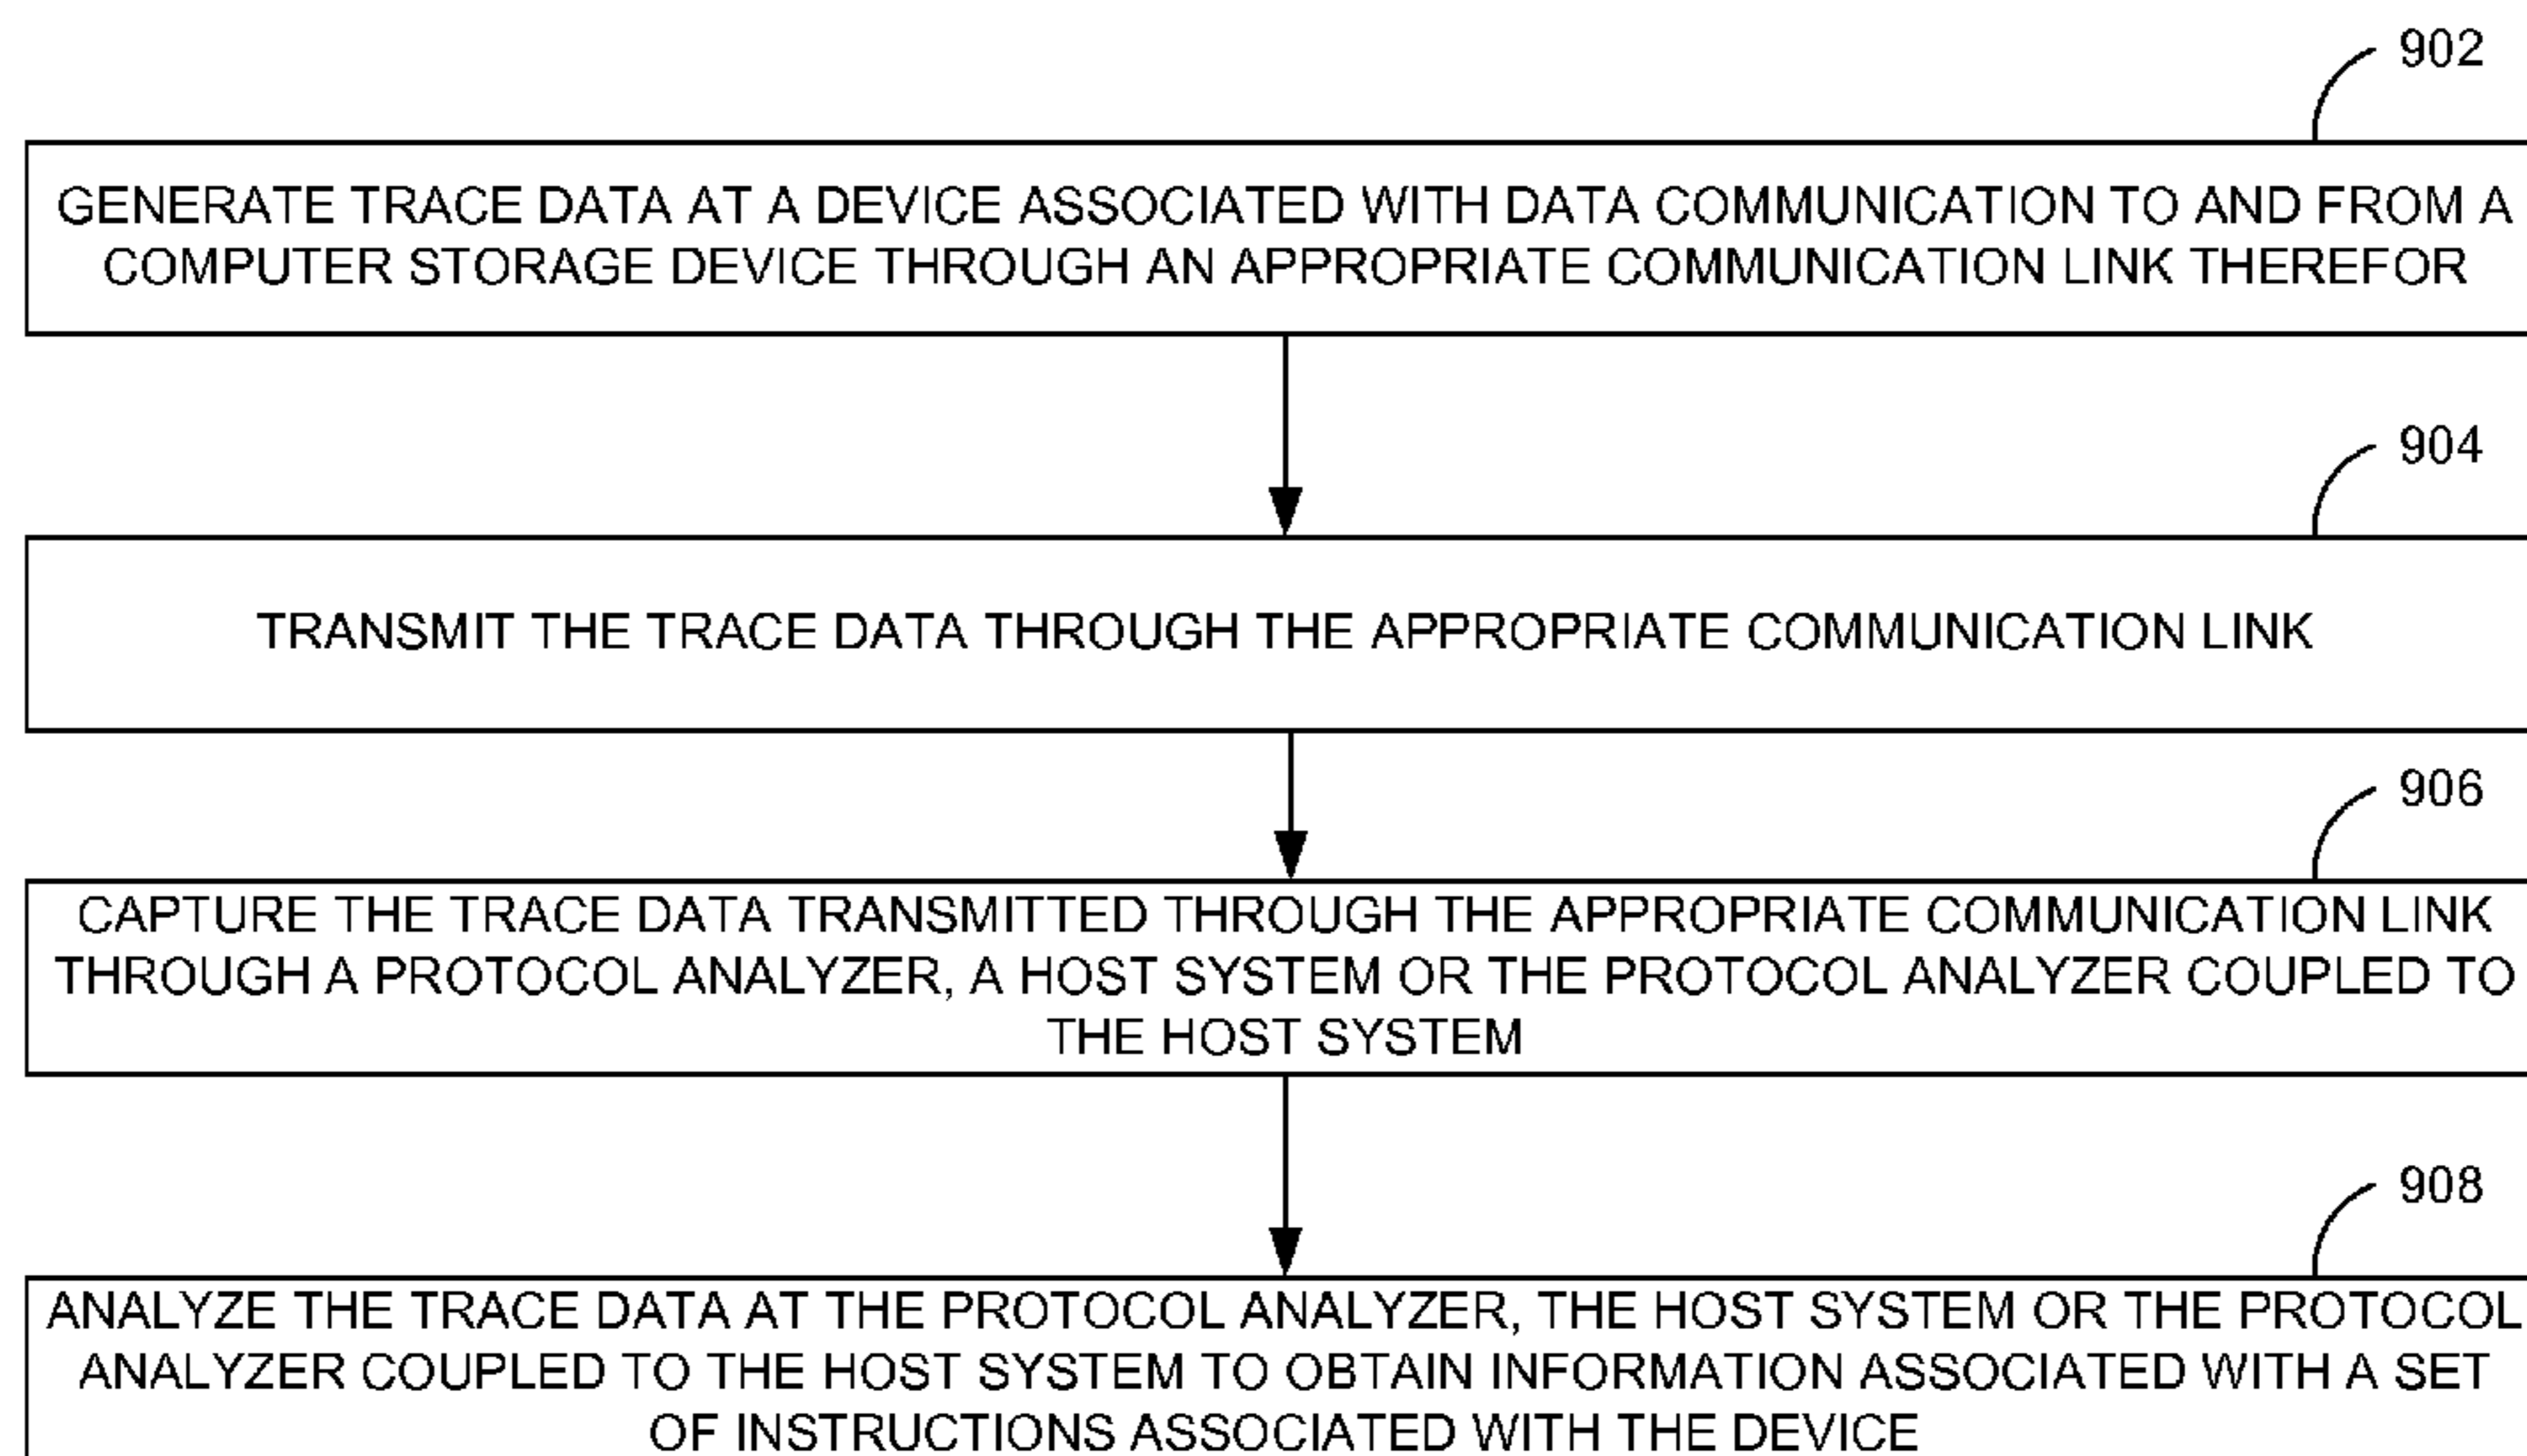 902
GENERATE TRACE DATA AT A DEVICE ASSOCIATED WITH DATA COMMUNICATION TO AND FROM A
COMPUTER STORAGE DEVICE THROUGH AN APPROPRIATE COMMUNICATION LINK THEREFOR
904
TRANSMIT THE TRACE DATA THROUGH THE APPROPRIATE COMMUNICATION LINK
906
CAPTURE THE TRACE DATA TRANSMITTED THROUGH THE APPROPRIATE COMMUNICATION LINK
THROUGH A PROTOCOL ANALYZER, A HOST SYSTEM OR THE PROTOCOL ANALYZER COUPLED TO
THE HOST SYSTEM
908
ANALYZE THE TRACE DATA AT THE PROTOCOL ANALYZER, THE HOST SYSTEM OR THE PROTOCOL
ANALYZER COUPLED TO THE HOST SYSTEM TO OBTAIN INFORMATION ASSOCIATED WITH A SET
OF INSTRUCTIONS ASSOCIATED WITH THE DEVICE